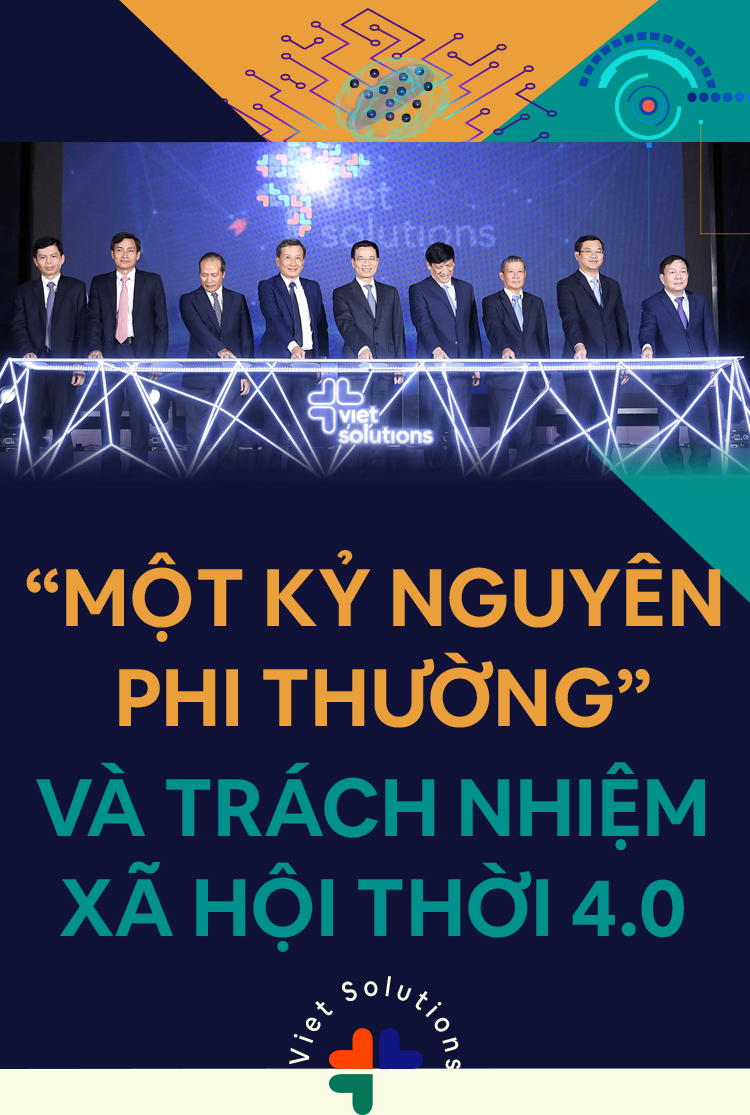 viet
solutions
viet
solutions
“MỘT KỶ NGUYÊN
PHI THƯỜNG”
VÀ TRÁCH NHIỆM
XÃ HỘI THỜI 4.0
Viet Solutions